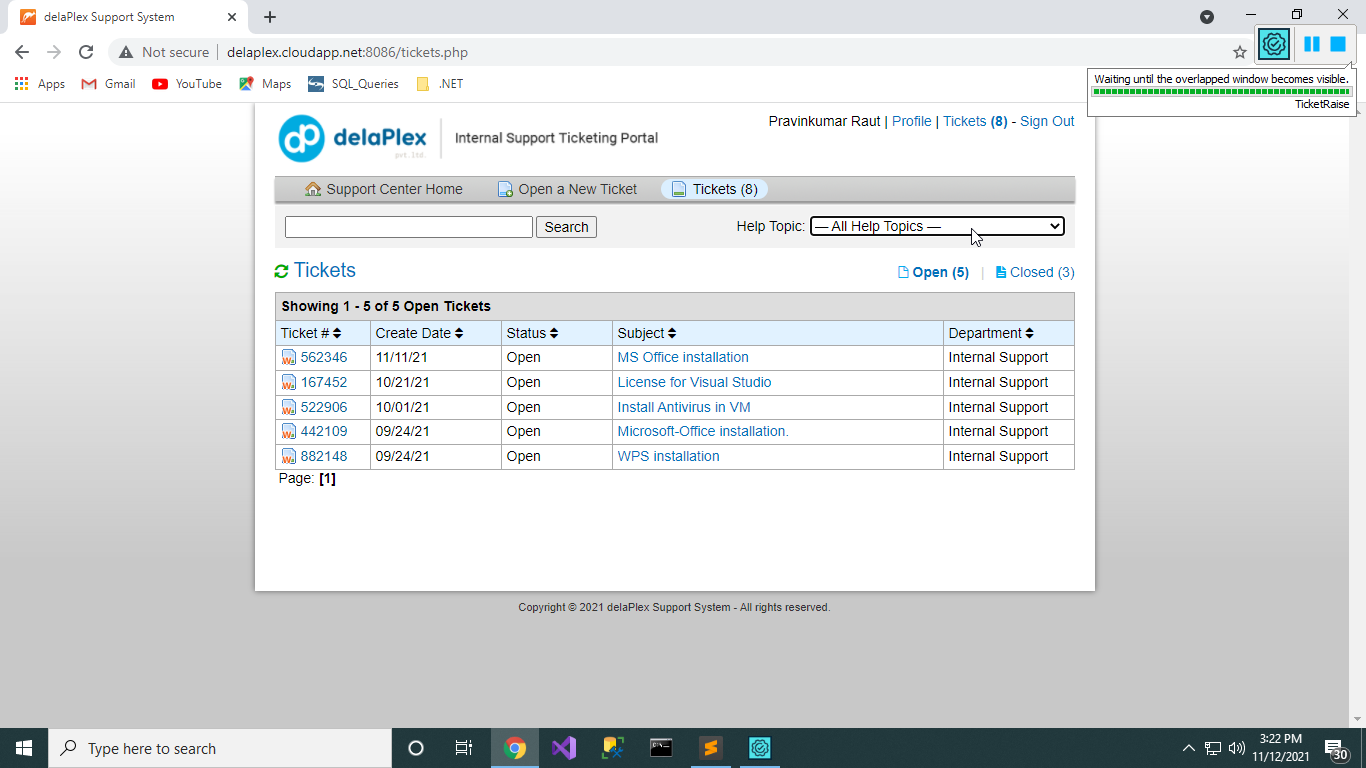 delaPlex Support System
Not secure | delaplex.cloudapp.net:8086/tickets.php
Apps Gmail YouTube Maps SQL_Queries .NET
Waiting until the overlapped window becomes visible.
TicketRaise
dp delaPlex pvt. ltd. Internal Support Ticketing Portal
Pravinkumar Raut | Profile | Tickets (8) - Sign Out
Support Center Home Open a New Ticket Tickets (8)
Search Help Topic: — All Help Topics —
Tickets Open (5) | Closed (3)
Showing 1 - 5 of 5 Open Tickets
Ticket # Create Date Status Subject Department
562346 11/11/21 Open MS Office installation Internal Support
167452 10/21/21 Open License for Visual Studio Internal Support
522906 10/01/21 Open Install Antivirus in VM Internal Support
442109 09/24/21 Open Microsoft-Office installation. Internal Support
882148 09/24/21 Open WPS installation Internal Support
Page: [1]
Copyright © 2021 delaPlex Support System - All rights reserved.
Type here to search
3:22 PM
11/12/2021
30